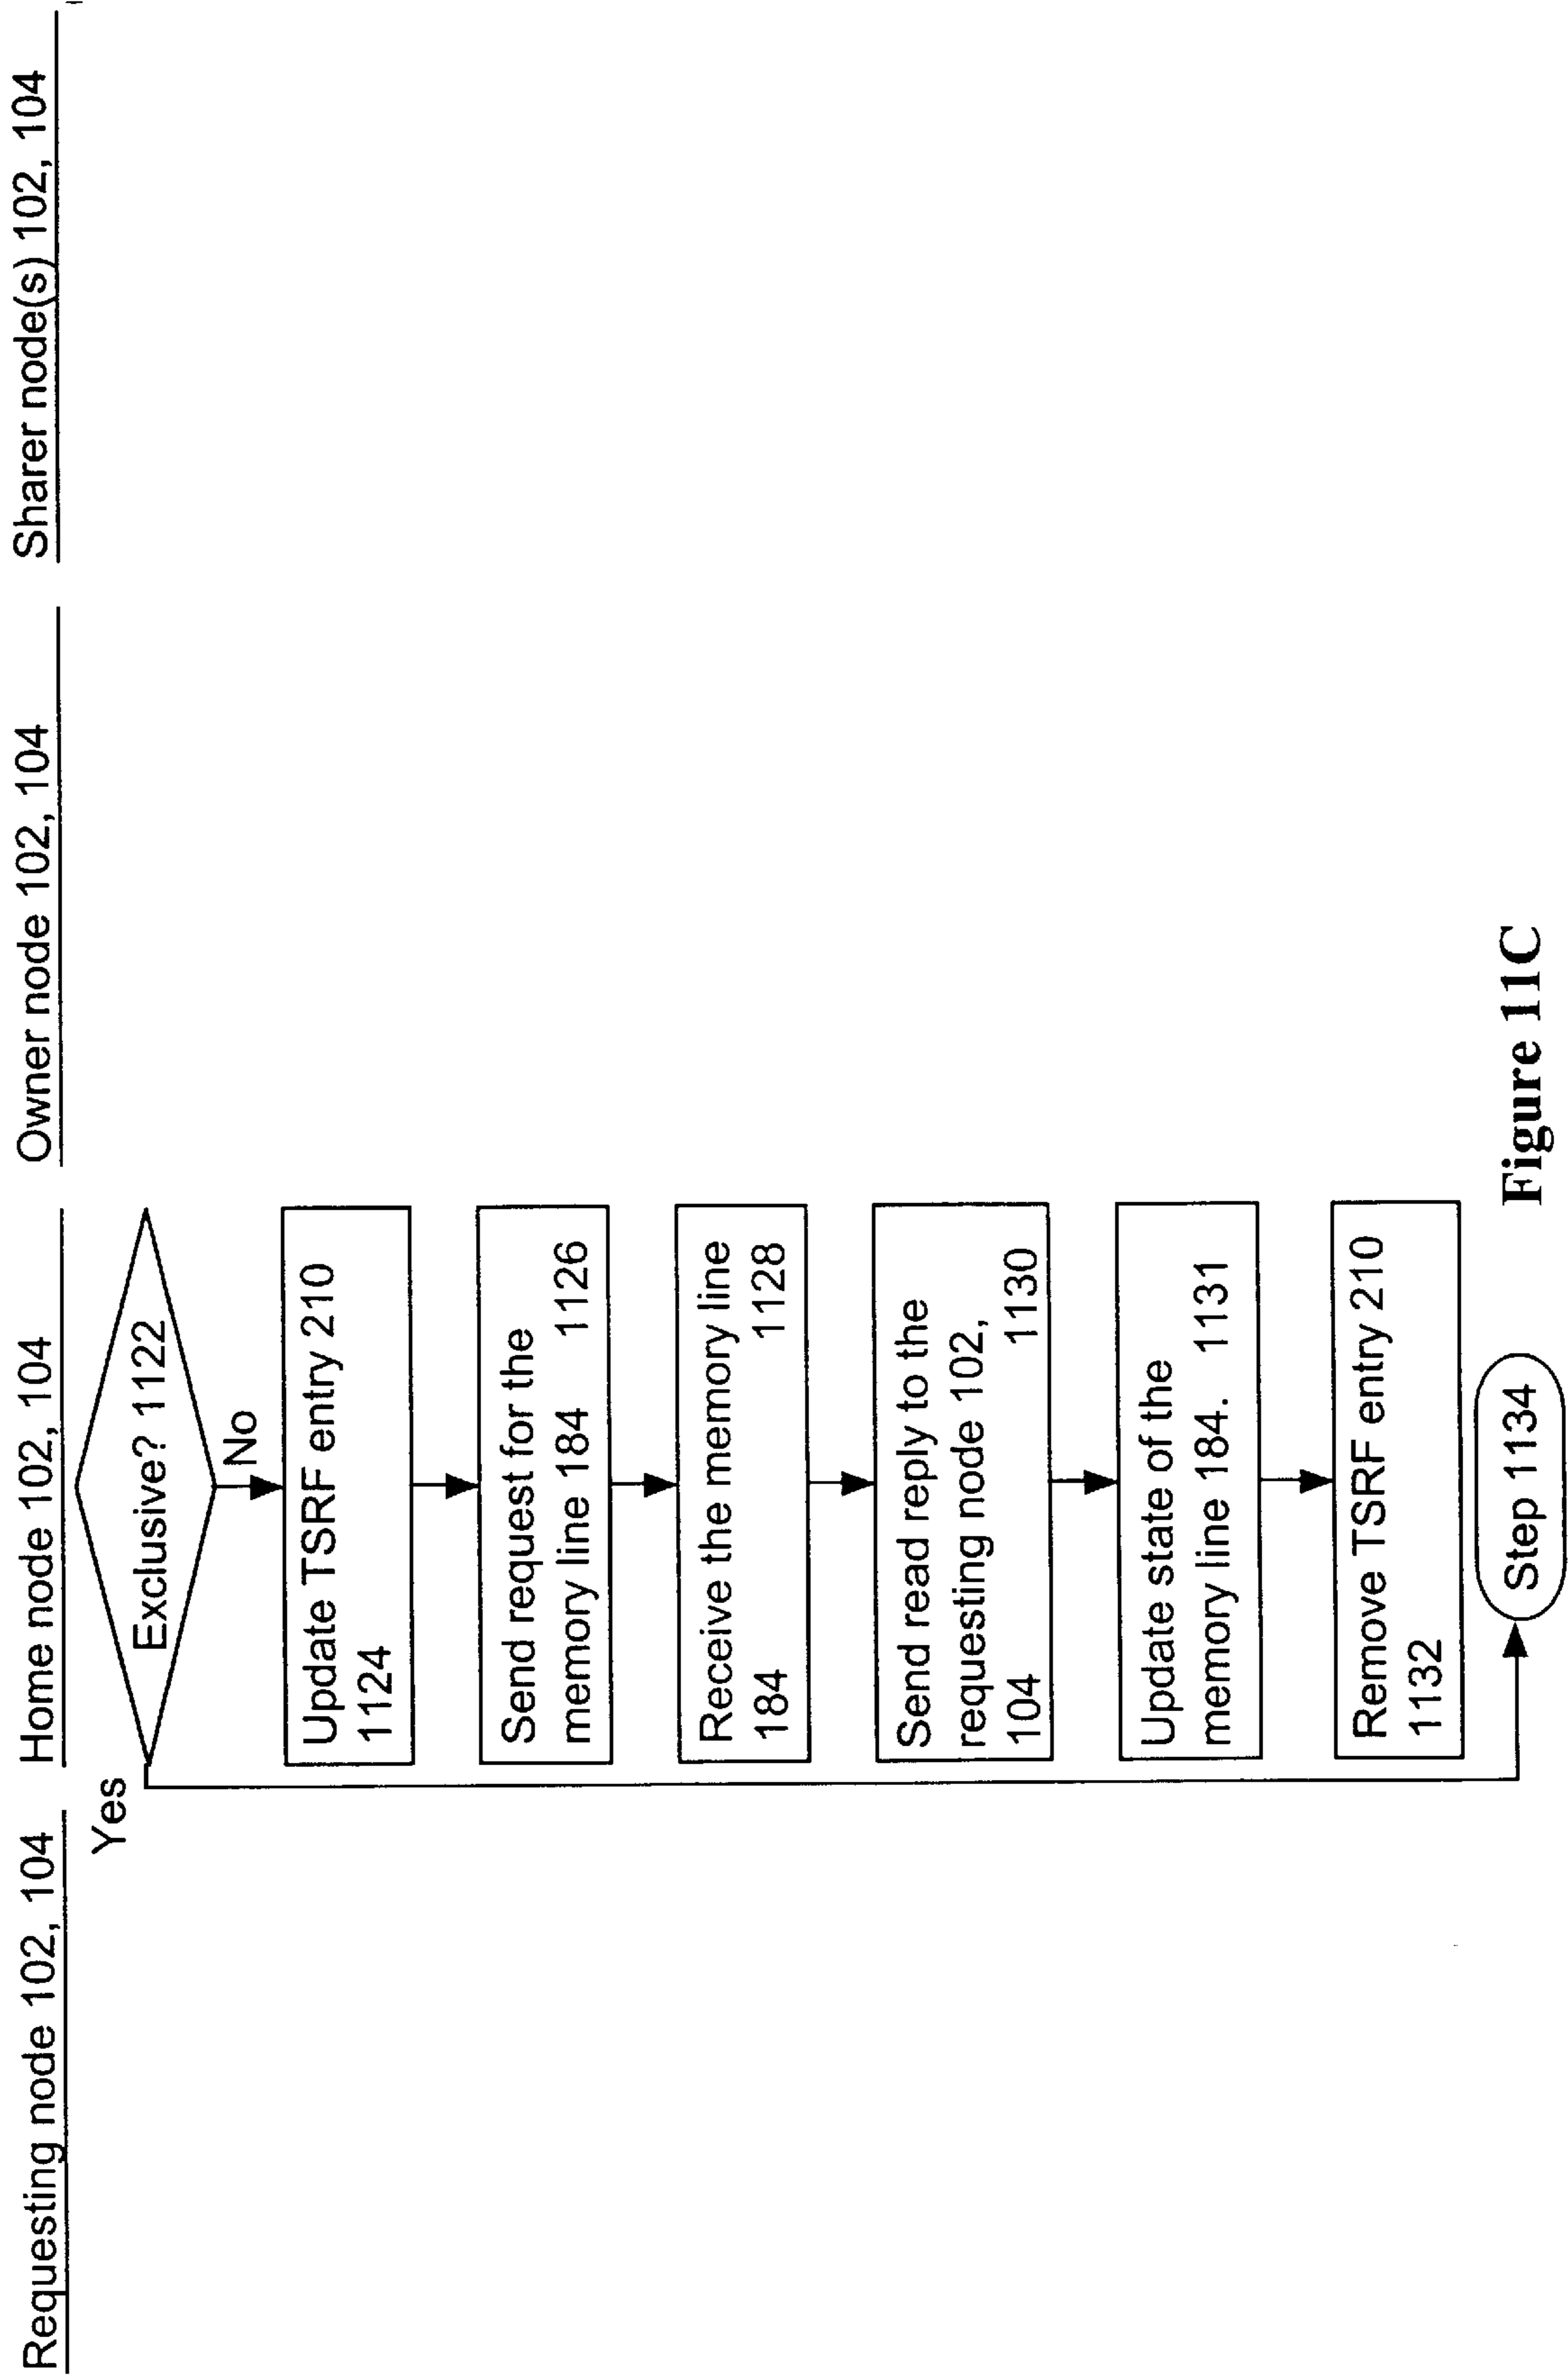 Requesting node 102, 104
Home node 102, 104
Owner node 102, 104
Sharer node(s) 102, 104
Yes
Exclusive? 1122
No
Update TSRF entry 210
1124
Send request for the
memory line 184 1126
Receive the memory line
184 1128
Send read reply to the
requesting node 102,
104 1130
Update state of the
memory line 184. 1131
Remove TSRF entry 210
1132
Step 1134
Figure 11C